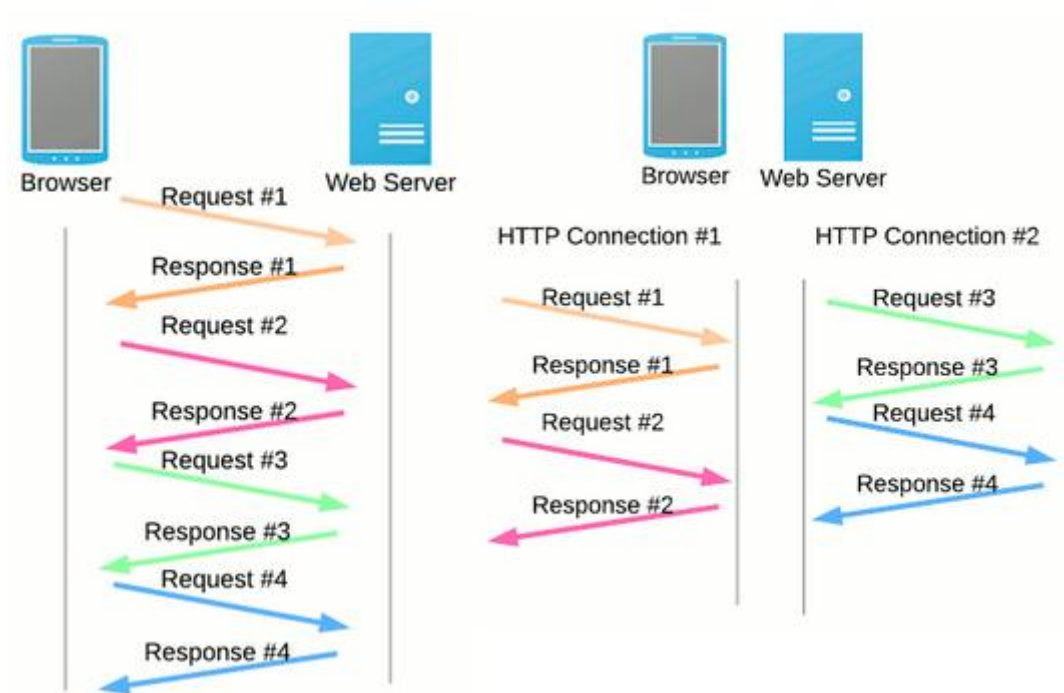 Browser
Web Server
Request #1
Response #1
Request #2
Response #2
Request #3
Response #3
Request #4
Response #4
Browser
Web Server
HTTP Connection #1
HTTP Connection #2
Request #1
Response #1
Request #2
Response #2
Request #3
Response #3
Request #4
Response #4